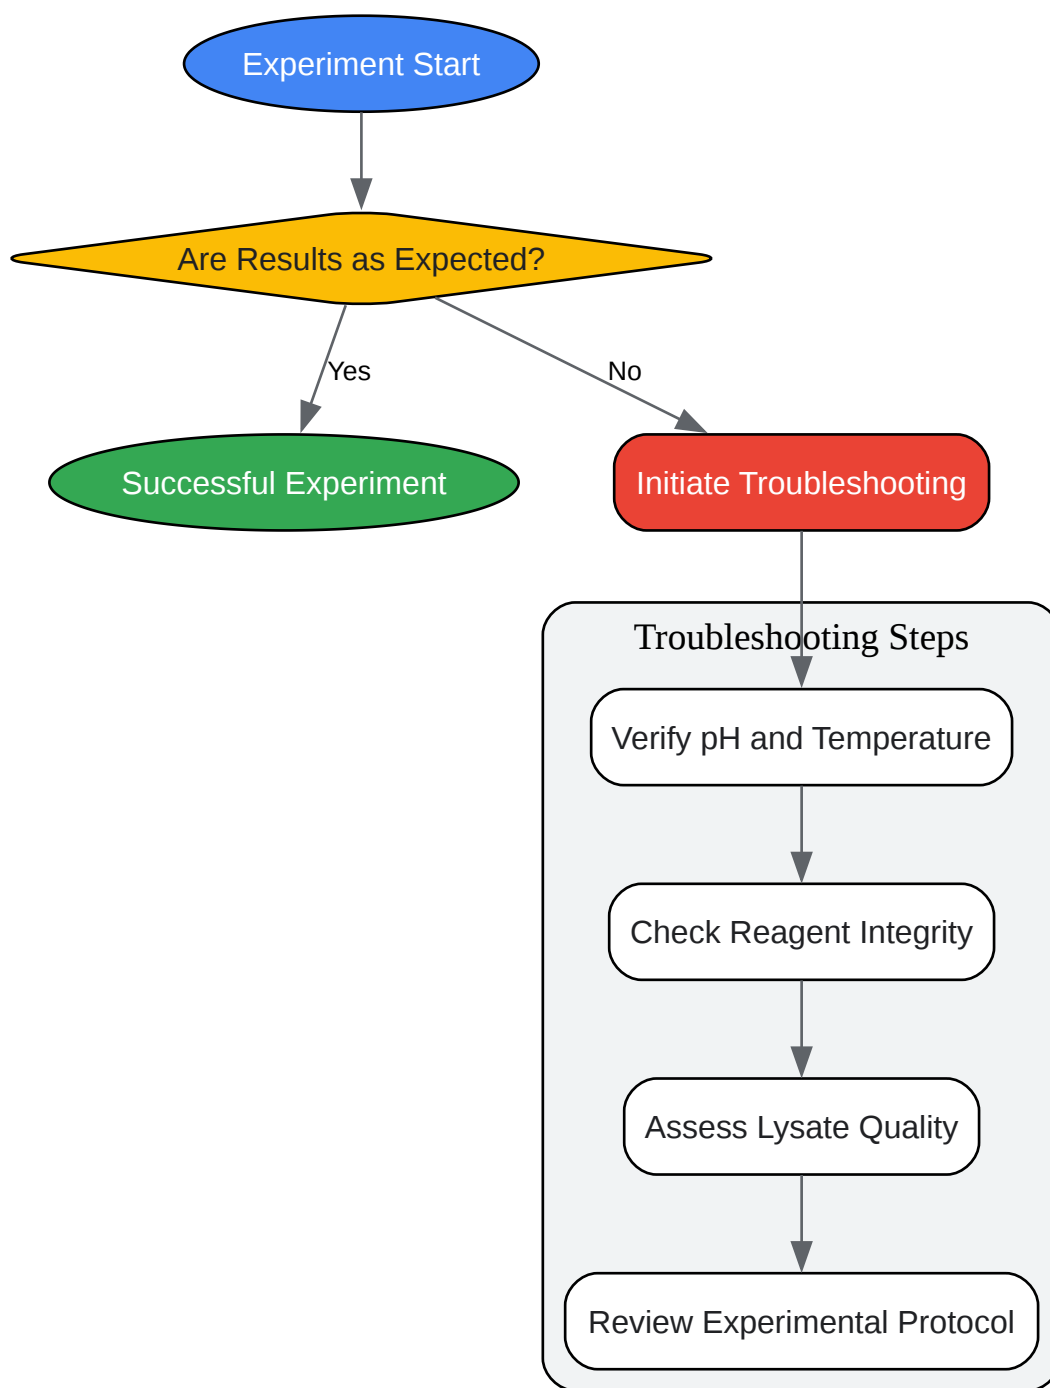 Experiment Start
Are Results as Expected?
Yes
No
Successful Experiment
Initiate Troubleshooting
Troubleshooting Steps
Verify pH and Temperature
Check Reagent Integrity
Assess Lysate Quality
Review Experimental Protocol